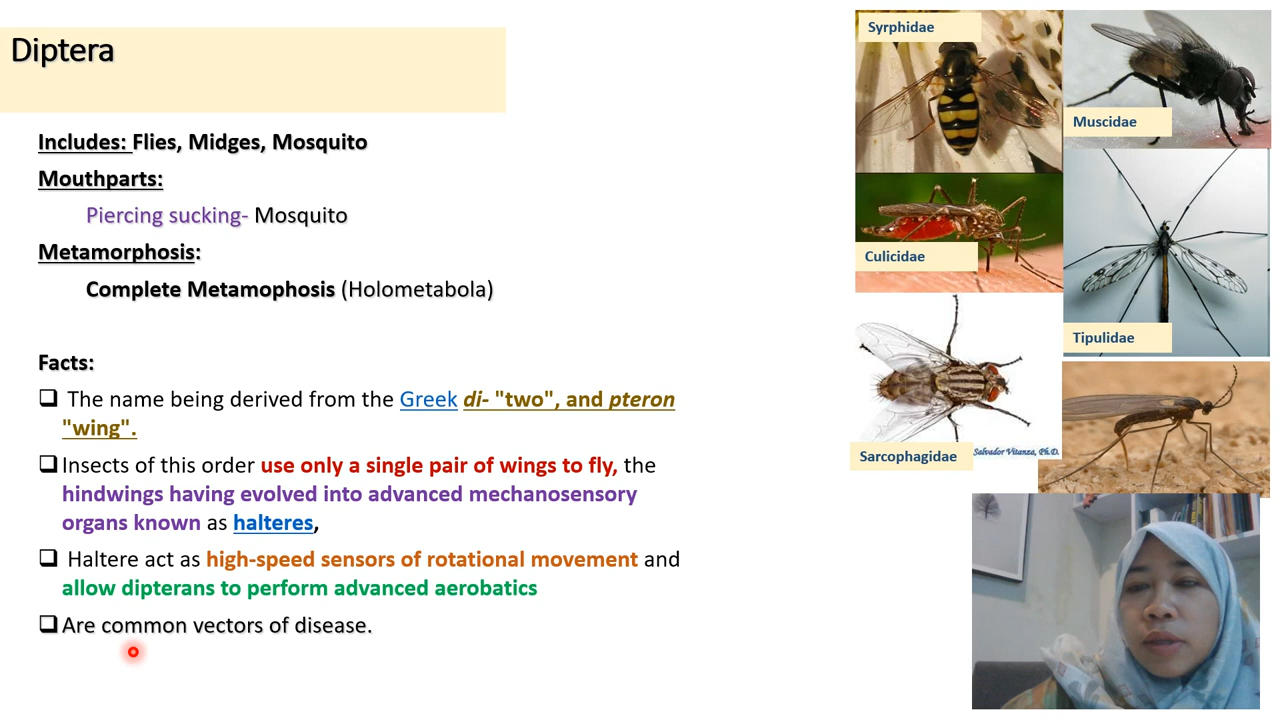 Diptera
Includes: Flies, Midges, Mosquito
Mouthparts:
Piercing sucking- Mosquito
Metamorphosis:
Complete Metamophosis (Holometabola)
Facts:
❑ The name being derived from the Greek di- "two", and pteron
"wing".
❑ Insects of this order use only a single pair of wings to fly, the
hindwings having evolved into advanced mechanosensory
organs known as halteres,
❑ Haltere act as high-speed sensors of rotational movement and
allow dipterans to perform advanced aerobatics
❑ Are common vectors of disease.
Syrphidae
Muscidae
Culicidae
Tipulidae
Sarcophagidae
Salvador Vitanza, Ph.D.